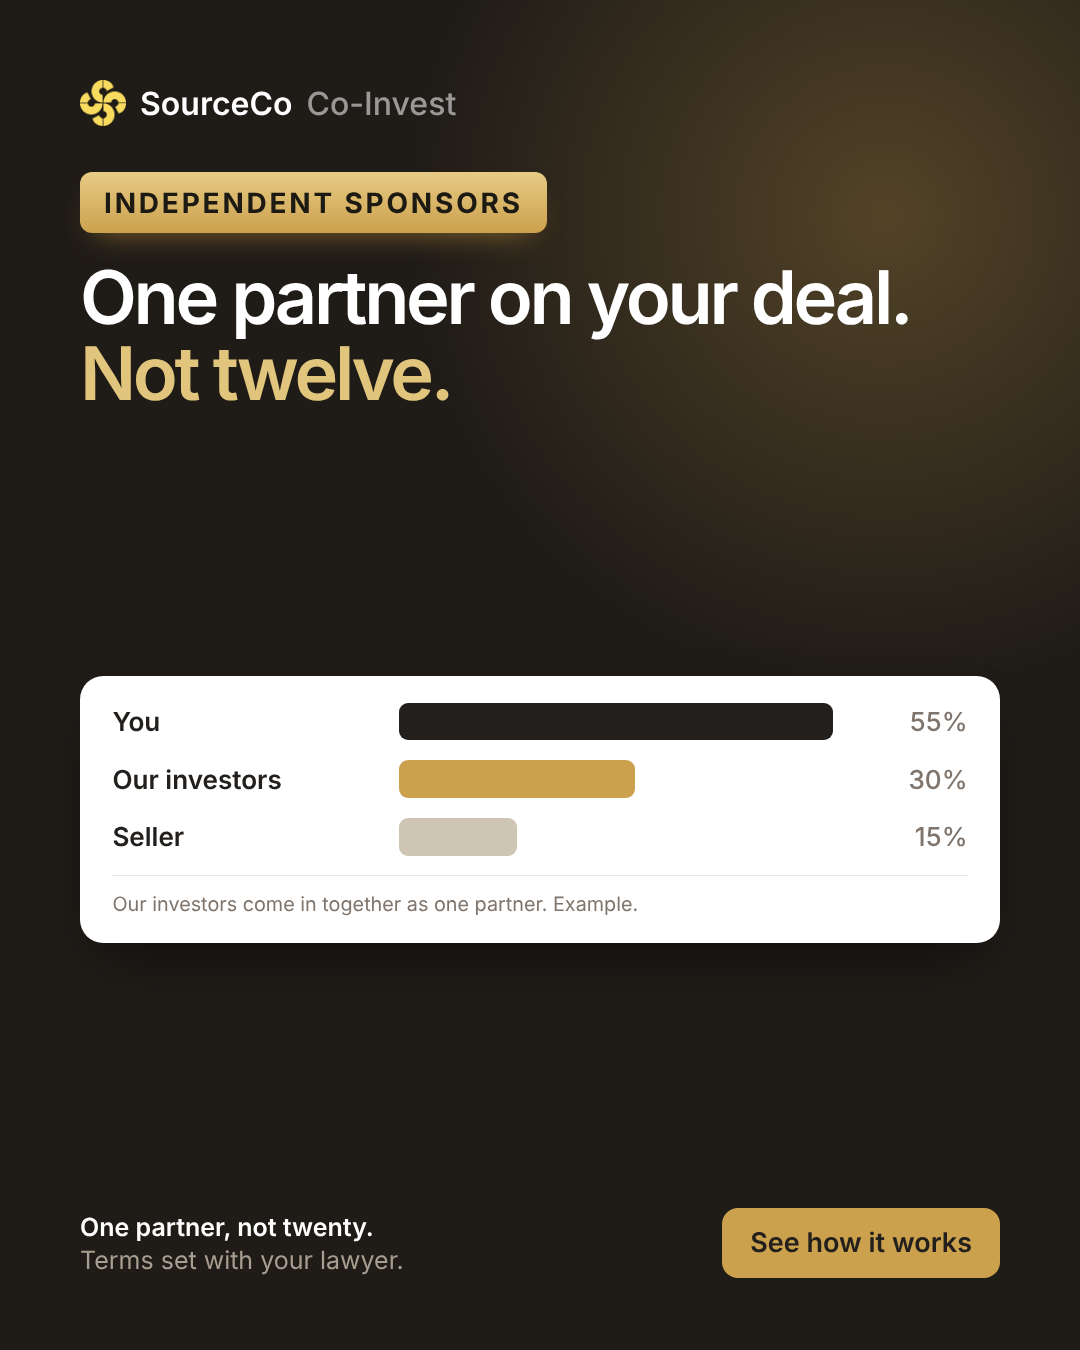 SourceCo Co-Invest
INDEPENDENT SPONSORS
One partner on your deal.
Not twelve.
You 55%
Our investors 30%
Seller 15%
Our investors come in together as one partner. Example.
One partner, not twenty.
Terms set with your lawyer.
See how it works